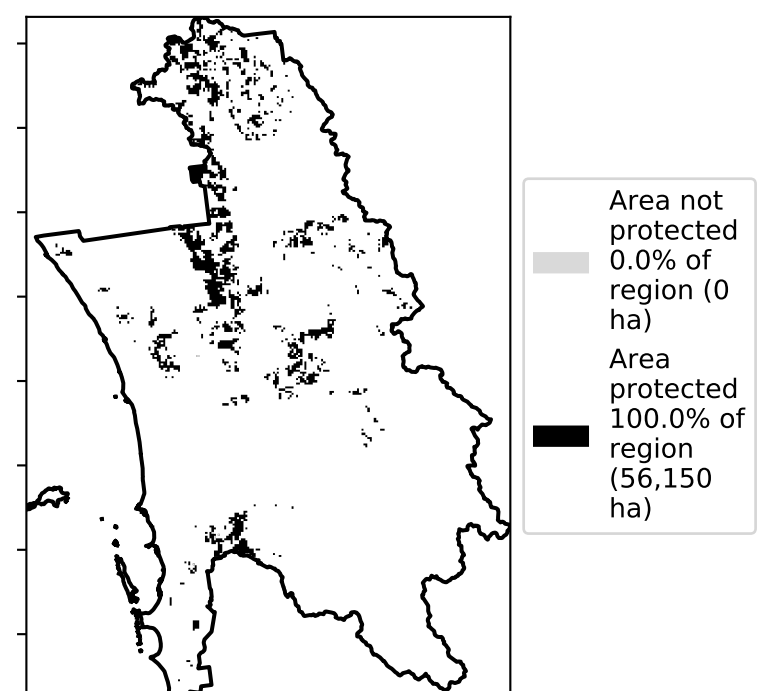 Area not
protected
0.0% of
region (0
ha)
Area
protected
100.0% of
region
(56,150
ha)